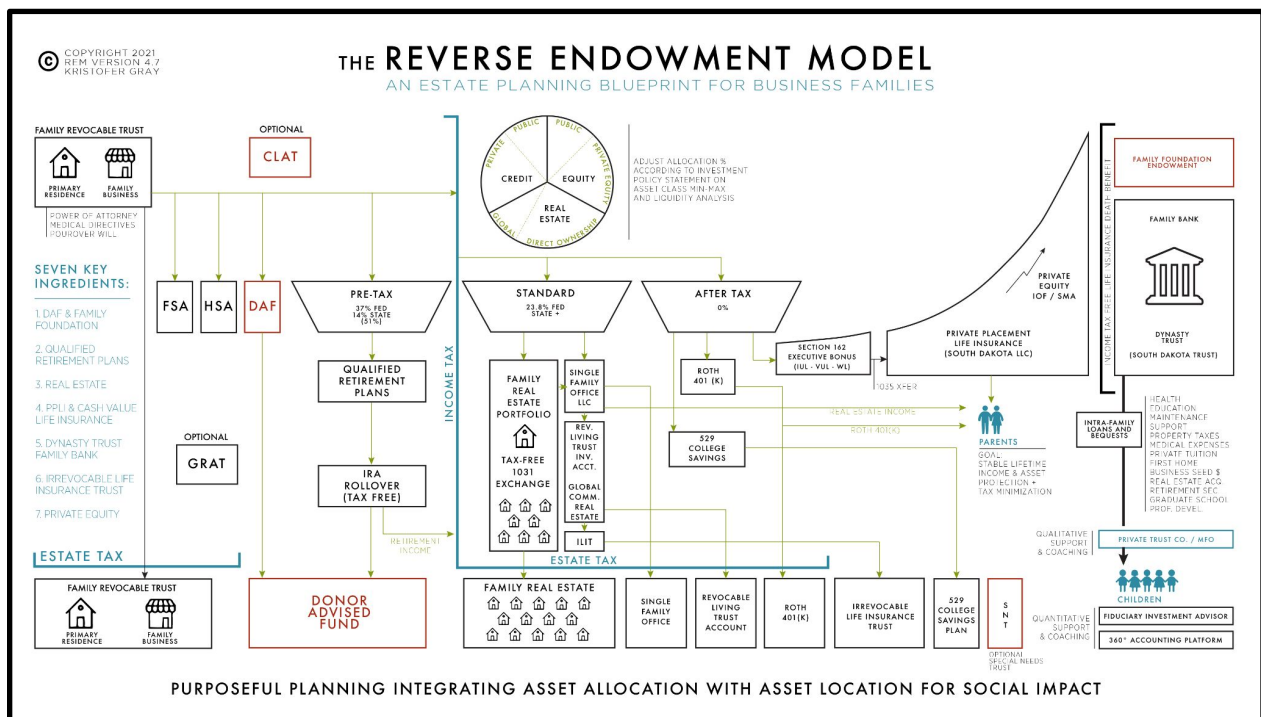 © COPYRIGHT 2021
REM VERSION 4.7
KRISTOFER GRAY
THE REVERSE ENDOWMENT MODEL
AN ESTATE PLANNING BLUEPRINT FOR BUSINESS FAMILIES
FAMILY REVOCABLE TRUST
PRIMARY
RESIDENCE
FAMILY
BUSINESS
POWER OF ATTORNEY
MEDICAL DIRECTIVES
POUROVER WILL
OPTIONAL
CLAT
SEVEN KEY
INGREDIENTS:
1. DAF & FAMILY
FOUNDATION
2. QUALIFIED
RETIREMENT PLANS
3. REAL ESTATE
4. PPLI & CASH VALUE
LIFE INSURANCE
5. DYNASTY TRUST
FAMILY BANK
6. IRREVOCABLE LIFE
INSURANCE TRUST
7. PRIVATE EQUITY
FSA
HSA
DAF
PRE-TAX
37% FED
14% STATE
(51%)
QUALIFIED
RETIREMENT
PLANS
IRA
ROLLOVER
(TAX FREE)
RETIREMENT
INCOME
OPTIONAL
GRAT
INCOME TAX
PRIVATE
PUBLIC
PUBLIC
PRIVATE EQUITY
CREDIT
EQUITY
REAL
ESTATE
GLOBAL
DIRECT OWNERSHIP
ADJUST ALLOCATION %
ACCORDING TO INVESTMENT
POLICY STATEMENT ON
ASSET CLASS MIN-MAX
AND LIQUIDITY ANALYSIS
STANDARD
23.8% FED
STATE +
AFTER TAX
0%
FAMILY
REAL
ESTATE
PORTFOLIO
TAX-FREE
1031
EXCHANGE
SINGLE
FAMILY
OFFICE
LLC
REV.
LIVING
TRUST
INV.
ACCT.
GLOBAL
COMM.
REAL
ESTATE
ILIT
ROTH
401 (K)
529
COLLEGE
SAVINGS
SECTION 162
EXECUTIVE BONUS
(IUL - VUL - WL)
1035 XFER
REAL ESTATE INCOME
ROTH 401(K)
PRIVATE
EQUITY
IOF / SMA
PRIVATE PLACEMENT
LIFE INSURANCE
(SOUTH DAKOTA LLC)
PARENTS
GOAL:
STABLE LIFETIME
INCOME & ASSET
PROTECTION +
TAX MINIMIZATION
INCOME TAX FREE LIFE INSURANCE DEATH BENEFIT
FAMILY FOUNDATION
ENDOWMENT
FAMILY BANK
DYNASTY
TRUST
(SOUTH DAKOTA TRUST)
INTRA-FAMILY
LOANS AND
BEQUESTS
HEALTH
EDUCATION
MAINTENANCE
SUPPORT
PROPERTY TAXES
MEDICAL EXPENSES
PRIVATE TUITION
FIRST HOME
BUSINESS SEED $
REAL ESTATE ACQ
RETIREMENT SEC
GRADUATE SCHOOL
PROF. DEVEL.
QUALITATIVE
SUPPORT
& COACHING
PRIVATE TRUST CO. / MFO
CHILDREN
QUANTITATIVE
SUPPORT
& COACHING
FIDUCIARY INVESTMENT ADVISOR
360° ACCOUNTING PLATFORM
ESTATE TAX
ESTATE TAX
FAMILY REVOCABLE TRUST
PRIMARY
RESIDENCE
FAMILY
BUSINESS
DONOR
ADVISED
FUND
FAMILY REAL ESTATE
SINGLE
FAMILY
OFFICE
REVOCABLE
LIVING
TRUST
ACCOUNT
ROTH
401(K)
IRREVOCABLE
LIFE INSURANCE
TRUST
529
COLLEGE
SAVINGS
PLAN
S
N
T
OPTIONAL
SPECIAL NEEDS
TRUST
PURPOSEFUL PLANNING INTEGRATING ASSET ALLOCATION WITH ASSET LOCATION FOR SOCIAL IMPACT